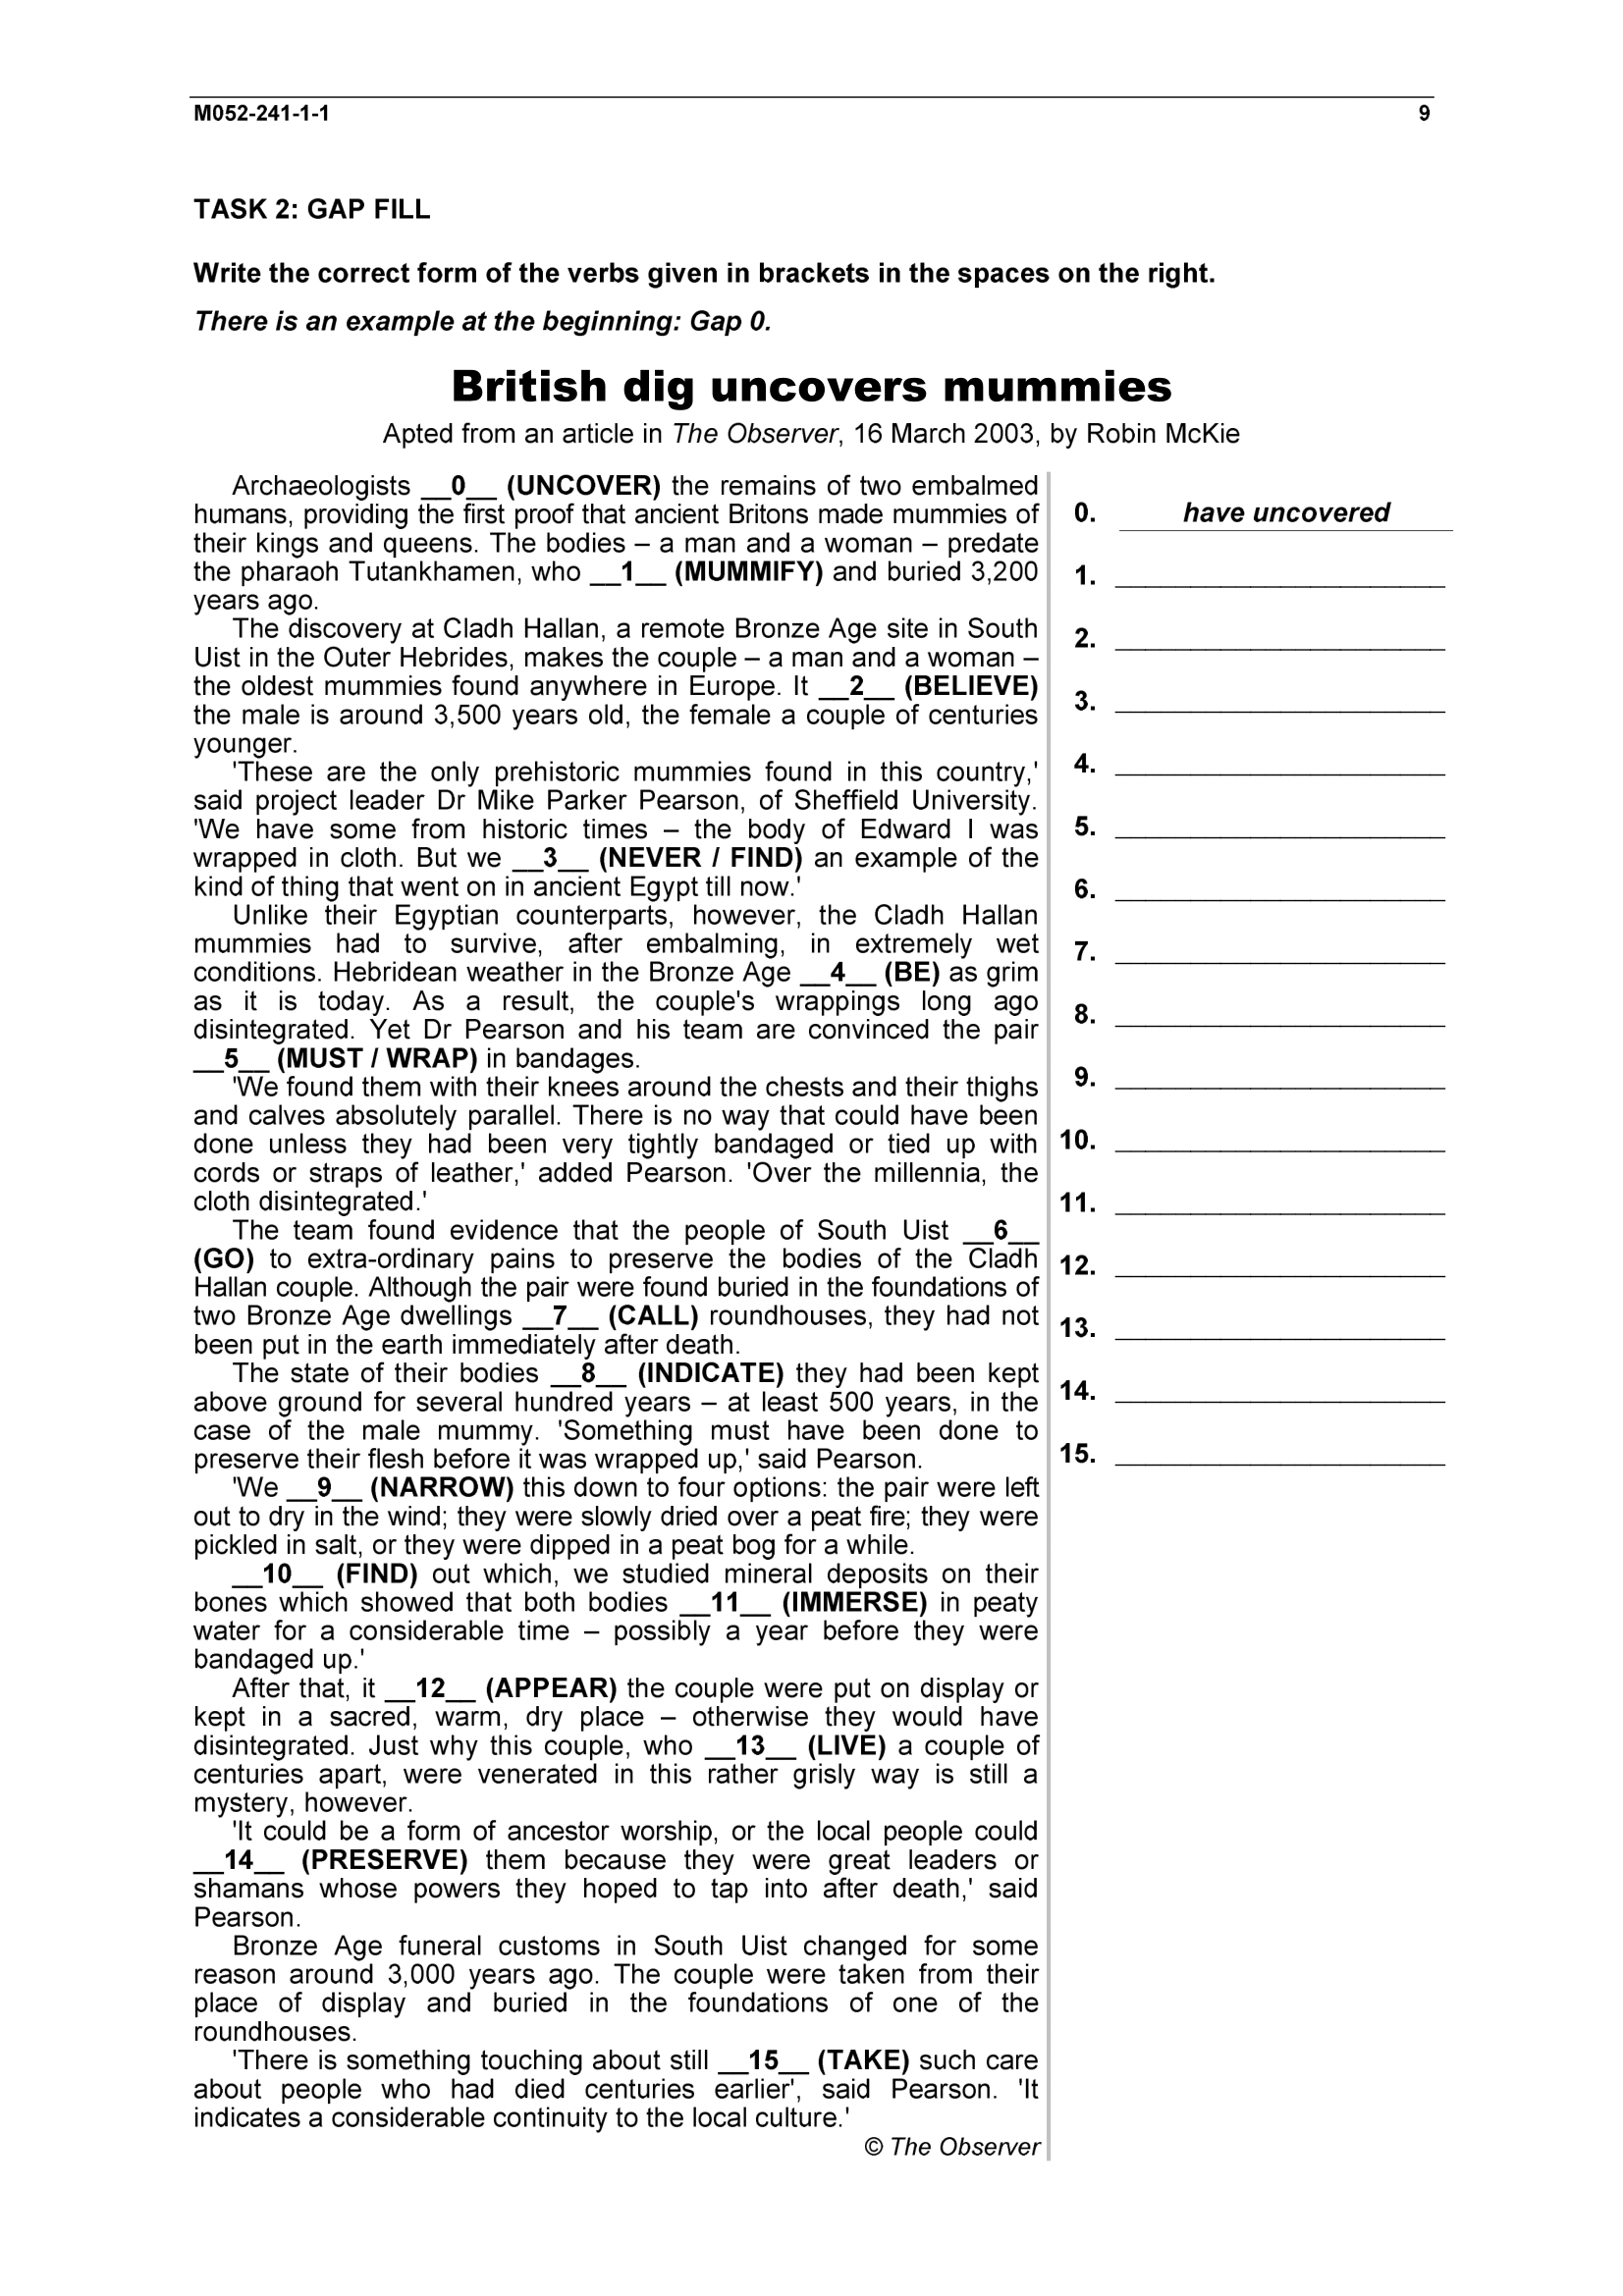 M052-241-1-1 9
TASK 2: GAP FILL
Write the correct form of the verbs given in brackets in the spaces on the right.
There is an example at the beginning: Gap 0.
British dig uncovers mummies
Apted from an article in The Observer, 16 March 2003, by Robin McKie
Archaeologists __0__ (UNCOVER) the remains of two embalmed
humans, providing the first proof that ancient Britons made mummies of
their kings and queens. The bodies – a man and a woman – predate
the pharaoh Tutankhamen, who __1__ (MUMMIFY) and buried 3,200
years ago.
The discovery at Cladh Hallan, a remote Bronze Age site in South
Uist in the Outer Hebrides, makes the couple – a man and a woman –
the oldest mummies found anywhere in Europe. It __2__ (BELIEVE)
the male is around 3,500 years old, the female a couple of centuries
younger.
'These are the only prehistoric mummies found in this country,'
said project leader Dr Mike Parker Pearson, of Sheffield University.
'We have some from historic times – the body of Edward I was
wrapped in cloth. But we __3__ (NEVER / FIND) an example of the
kind of thing that went on in ancient Egypt till now.'
Unlike their Egyptian counterparts, however, the Cladh Hallan
mummies had to survive, after embalming, in extremely wet
conditions. Hebridean weather in the Bronze Age __4__ (BE) as grim
as it is today. As a result, the couple's wrappings long ago
disintegrated. Yet Dr Pearson and his team are convinced the pair
__5__ (MUST / WRAP) in bandages.
'We found them with their knees around the chests and their thighs
and calves absolutely parallel. There is no way that could have been
done unless they had been very tightly bandaged or tied up with
cords or straps of leather,' added Pearson. 'Over the millennia, the
cloth disintegrated.'
The team found evidence that the people of South Uist __6__
(GO) to extra-ordinary pains to preserve the bodies of the Cladh
Hallan couple. Although the pair were found buried in the foundations of
two Bronze Age dwellings __7__ (CALL) roundhouses, they had not
been put in the earth immediately after death.
The state of their bodies __8__ (INDICATE) they had been kept
above ground for several hundred years – at least 500 years, in the
case of the male mummy. 'Something must have been done to
preserve their flesh before it was wrapped up,' said Pearson.
'We __9__ (NARROW) this down to four options: the pair were left
out to dry in the wind; they were slowly dried over a peat fire; they were
pickled in salt, or they were dipped in a peat bog for a while.
__10__ (FIND) out which, we studied mineral deposits on their
bones which showed that both bodies __11__ (IMMERSE) in peaty
water for a considerable time – possibly a year before they were
bandaged up.'
After that, it __12__ (APPEAR) the couple were put on display or
kept in a sacred, warm, dry place – otherwise they would have
disintegrated. Just why this couple, who __13__ (LIVE) a couple of
centuries apart, were venerated in this rather grisly way is still a
mystery, however.
'It could be a form of ancestor worship, or the local people could
__14__ (PRESERVE) them because they were great leaders or
shamans whose powers they hoped to tap into after death,' said
Pearson.
Bronze Age funeral customs in South Uist changed for some
reason around 3,000 years ago. The couple were taken from their
place of display and buried in the foundations of one of the
roundhouses.
'There is something touching about still __15__ (TAKE) such care
about people who had died centuries earlier', said Pearson. 'It
indicates a considerable continuity to the local culture.'
© The Observer
0. have uncovered
1.
2.
3.
4.
5.
6.
7.
8.
9.
10.
11.
12.
13.
14.
15.